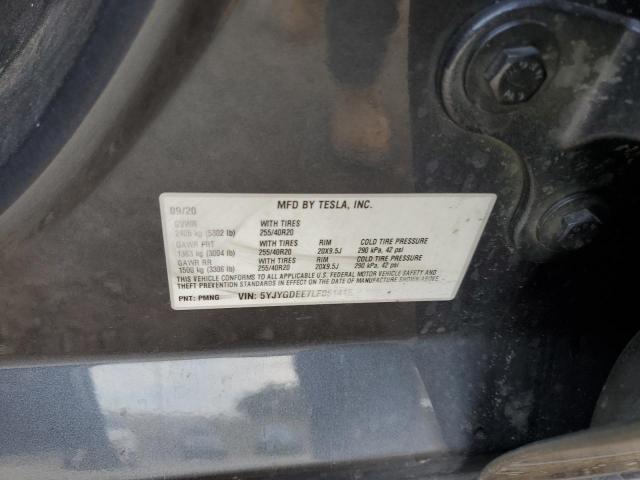 09/20 MFD BY TESLA, INC.
GVWR WITH TIRES
2405 kg (5302 lb) 255/40R20
GAWR FRT WITH TIRES RIM COLD TIRE PRESSURE
1363 kg (3004 lb) 255/40R20 20X9.5J 290 kPa, 42 psi
GAWR RR WITH TIRES RIM COLD TIRE PRESSURE
1500 kg (3306 lb) 255/40R20 20X9.5J 290 kPa, 42 psi
THIS VEHICLE CONFORMS TO ALL APPLICABLE U.S. FEDERAL MOTOR VEHICLE SAFETY AND
THEFT PREVENTION STANDARDS IN EFFECT ON THE DATE OF MANUFACTURE SHOWN ABOVE.
PNT: PMNG VIN: